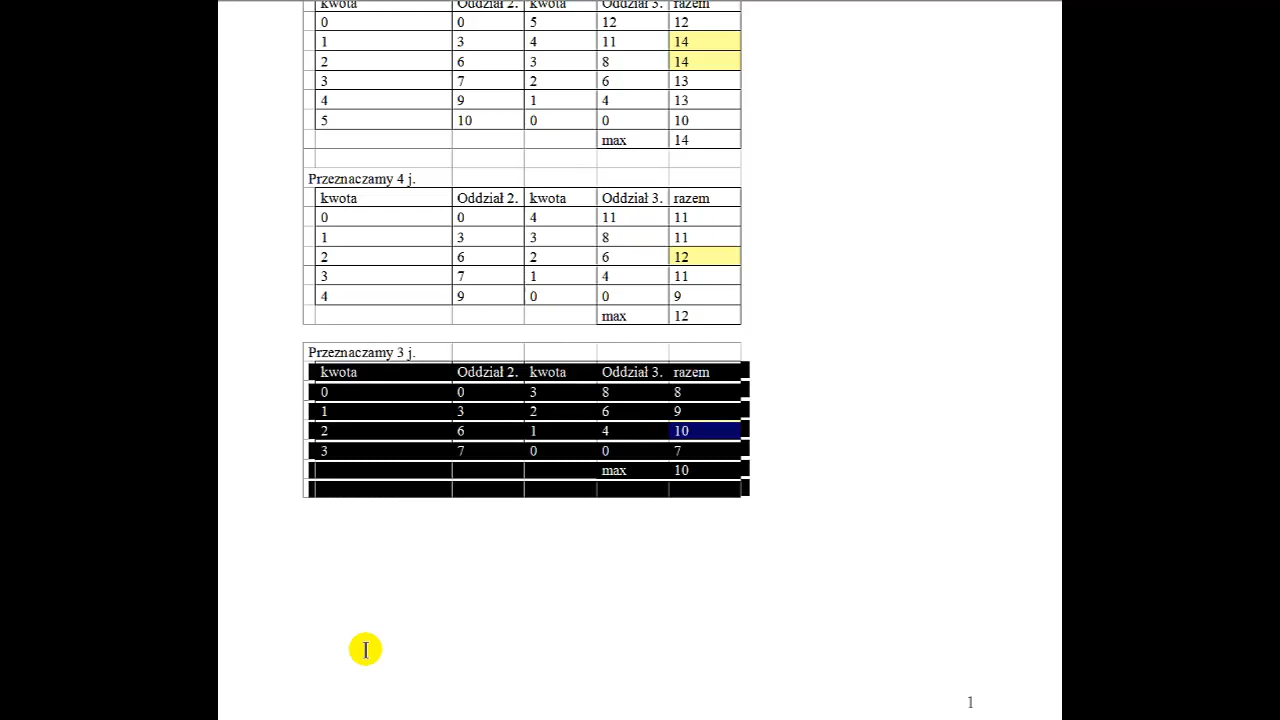 kwota Oddział 2. kwota Oddział 3. razem
0 0 5 12 12
1 3 4 11 14
2 6 3 8 14
3 7 2 6 13
4 9 1 4 13
5 10 0 0 10
max 14
Przeznaczamy 4 j.
kwota Oddział 2. kwota Oddział 3. razem
0 0 4 11 11
1 3 3 8 11
2 6 2 6 12
3 7 1 4 11
4 9 0 0 9
max 12
Przeznaczamy 3 j.
kwota Oddział 2. kwota Oddział 3. razem
0 0 3 8 8
1 3 2 6 9
2 6 1 4 10
3 7 0 0 7
max 10
1